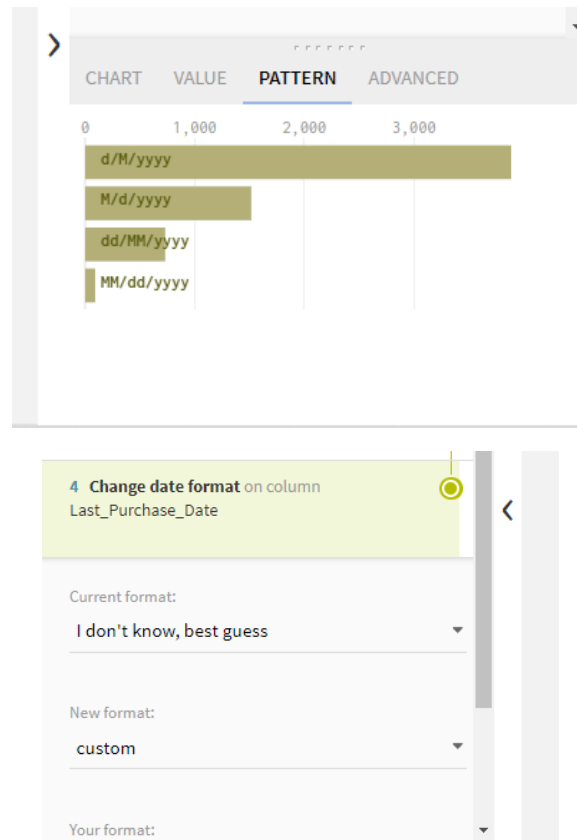 CHART VALUE PATTERN ADVANCED
0 1,000 2,000 3,000
d/M/yyyy
M/d/yyyy
dd/MM/yyyy
MM/dd/yyyy
4 Change date format on column
Last_Purchase_Date
Current format:
I don't know, best guess
New format:
custom
Your format: